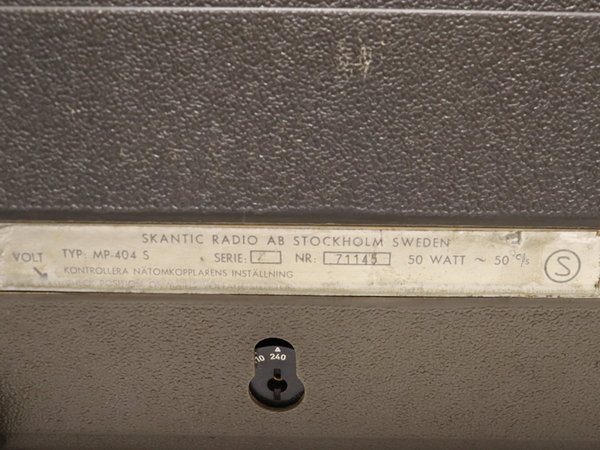 SKANTIC RADIO AB STOCKHOLM SWEDEN
VOLT TYP: MP-404 S SERIE: NR: 71145 50 WATT ~ 50 c/s S
KONTROLLERA NÄTOMKOPPLARENS INSTÄLLNING
240